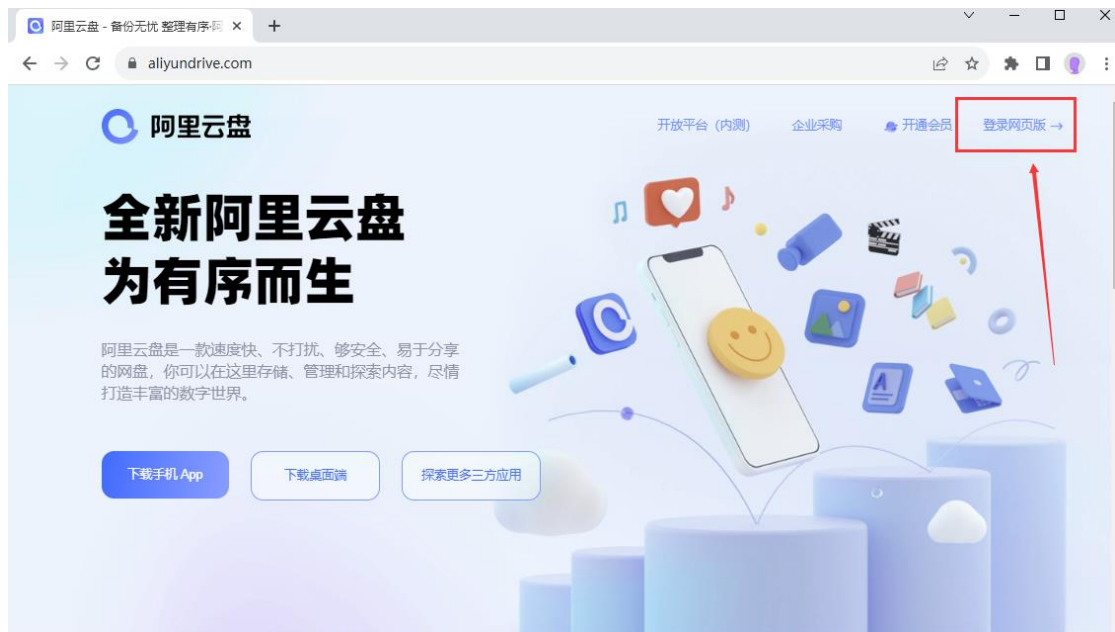 阿里云盘 - 备份无忧 整理有序·阿
aliyundrive.com
阿里云盘
开放平台（内测）
企业采购
开通会员
登录网页版 →
全新阿里云盘
为有序而生
阿里云盘是一款速度快、不打扰、够安全、易于分享
的网盘，你可以在这里存储、管理和探索内容，尽情
打造丰富的数字世界。
下载手机 App
下载桌面端
探索更多三方应用
A